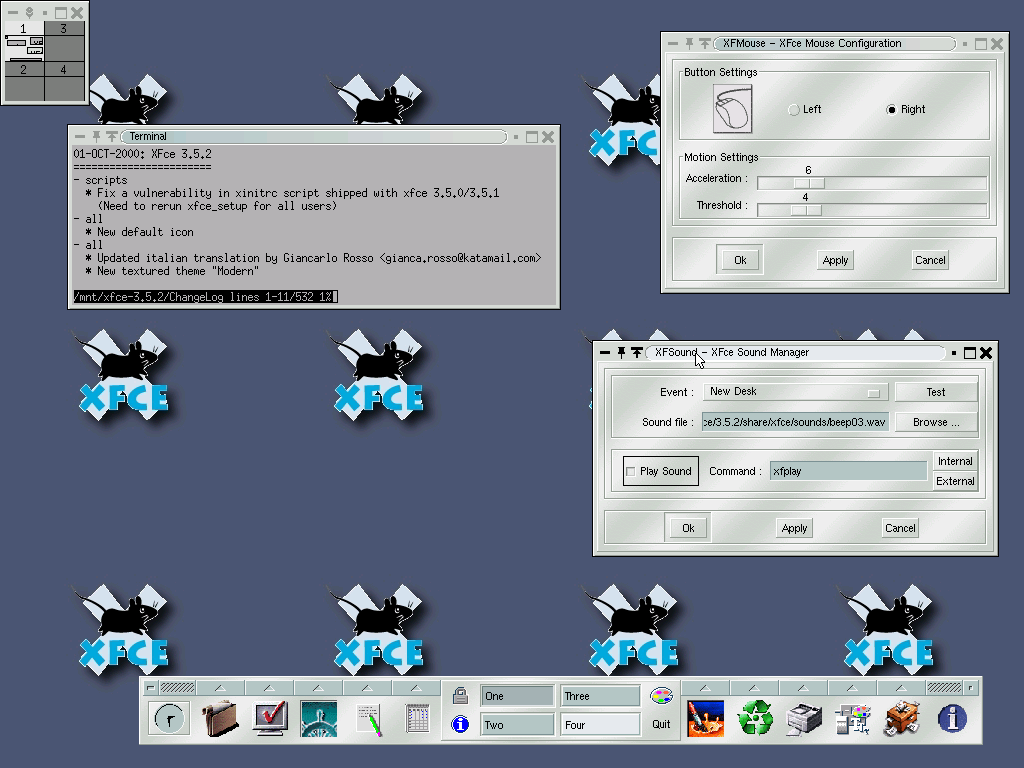 1 3
2 4
XFMouse – XFce Mouse Configuration
Button Settings
Left
Right
Motion Settings
Acceleration :
6
Threshold :
4
Ok
Apply
Cancel
Terminal
01-OCT-2000: XFce 3.5.2
=======================
- scripts
* Fix a vulnerability in xinitrc script shipped with xfce 3.5.0/3.5.1
(Need to rerun xfce_setup for all users)
- all
* New default icon
- all
* Updated italian translation by Giancarlo Rosso <gianca.rosso@katamail.com>
* New textured theme "Modern"
/mnt/xfce-3.5.2/ChangeLog lines 1-11/532 1%
XFCE
XFCE
XFCE
XFSound – XFce Sound Manager
Event :
New Desk
Test
Sound file :
ce/3.5.2/share/xfce/sounds/beep03.wav
Browse ...
Play Sound
Command :
xfplay
Internal
External
Ok
Apply
Cancel
XFCE
XFCE
XFCE
XFCE
One
Three
Two
Four
Quit